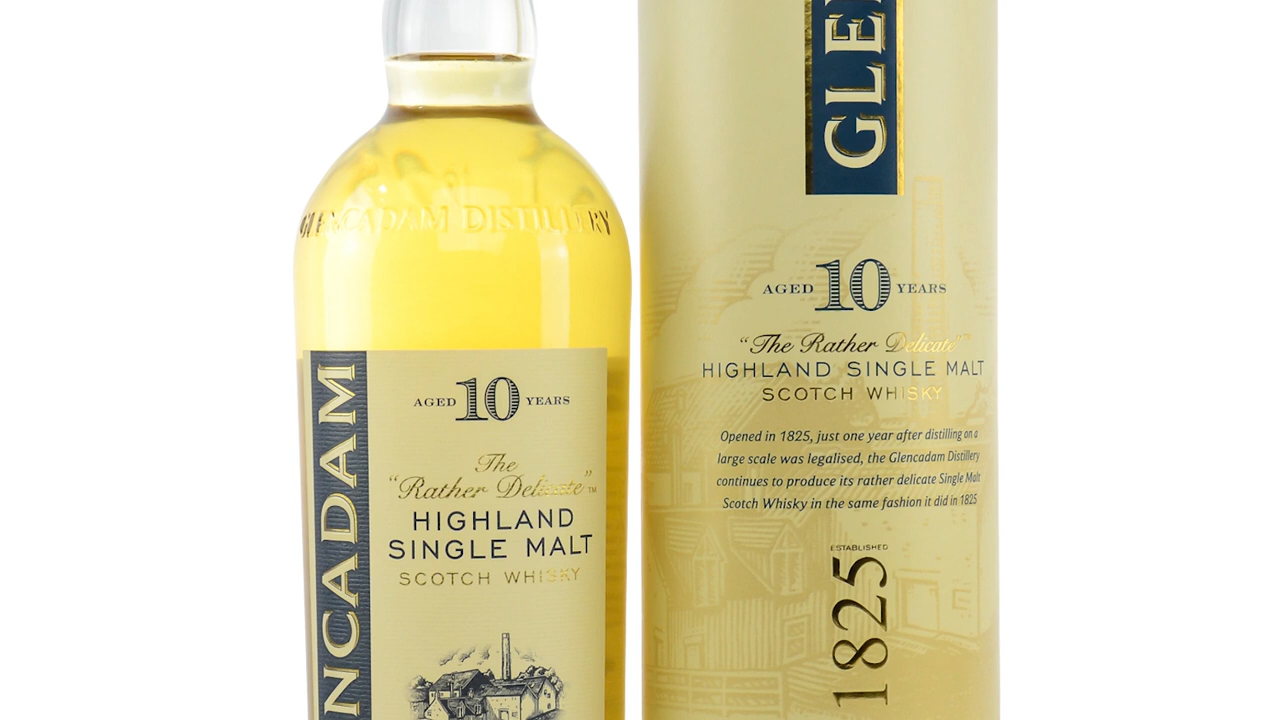 GLENCADAM DISTILLERY
NCADAM
AGED 10 YEARS
The
“Rather Delicate”™
HIGHLAND
SINGLE MALT
SCOTCH WHISKY
GLE
AGED 10 YEARS
“The Rather Delicate”™
HIGHLAND SINGLE MALT
SCOTCH WHISKY
Opened in 1825, just one year after distilling on a
large scale was legalised, the Glencadam Distillery
continues to produce its rather delicate Single Malt
Scotch Whisky in the same fashion it did in 1825
ESTABLISHED
1825